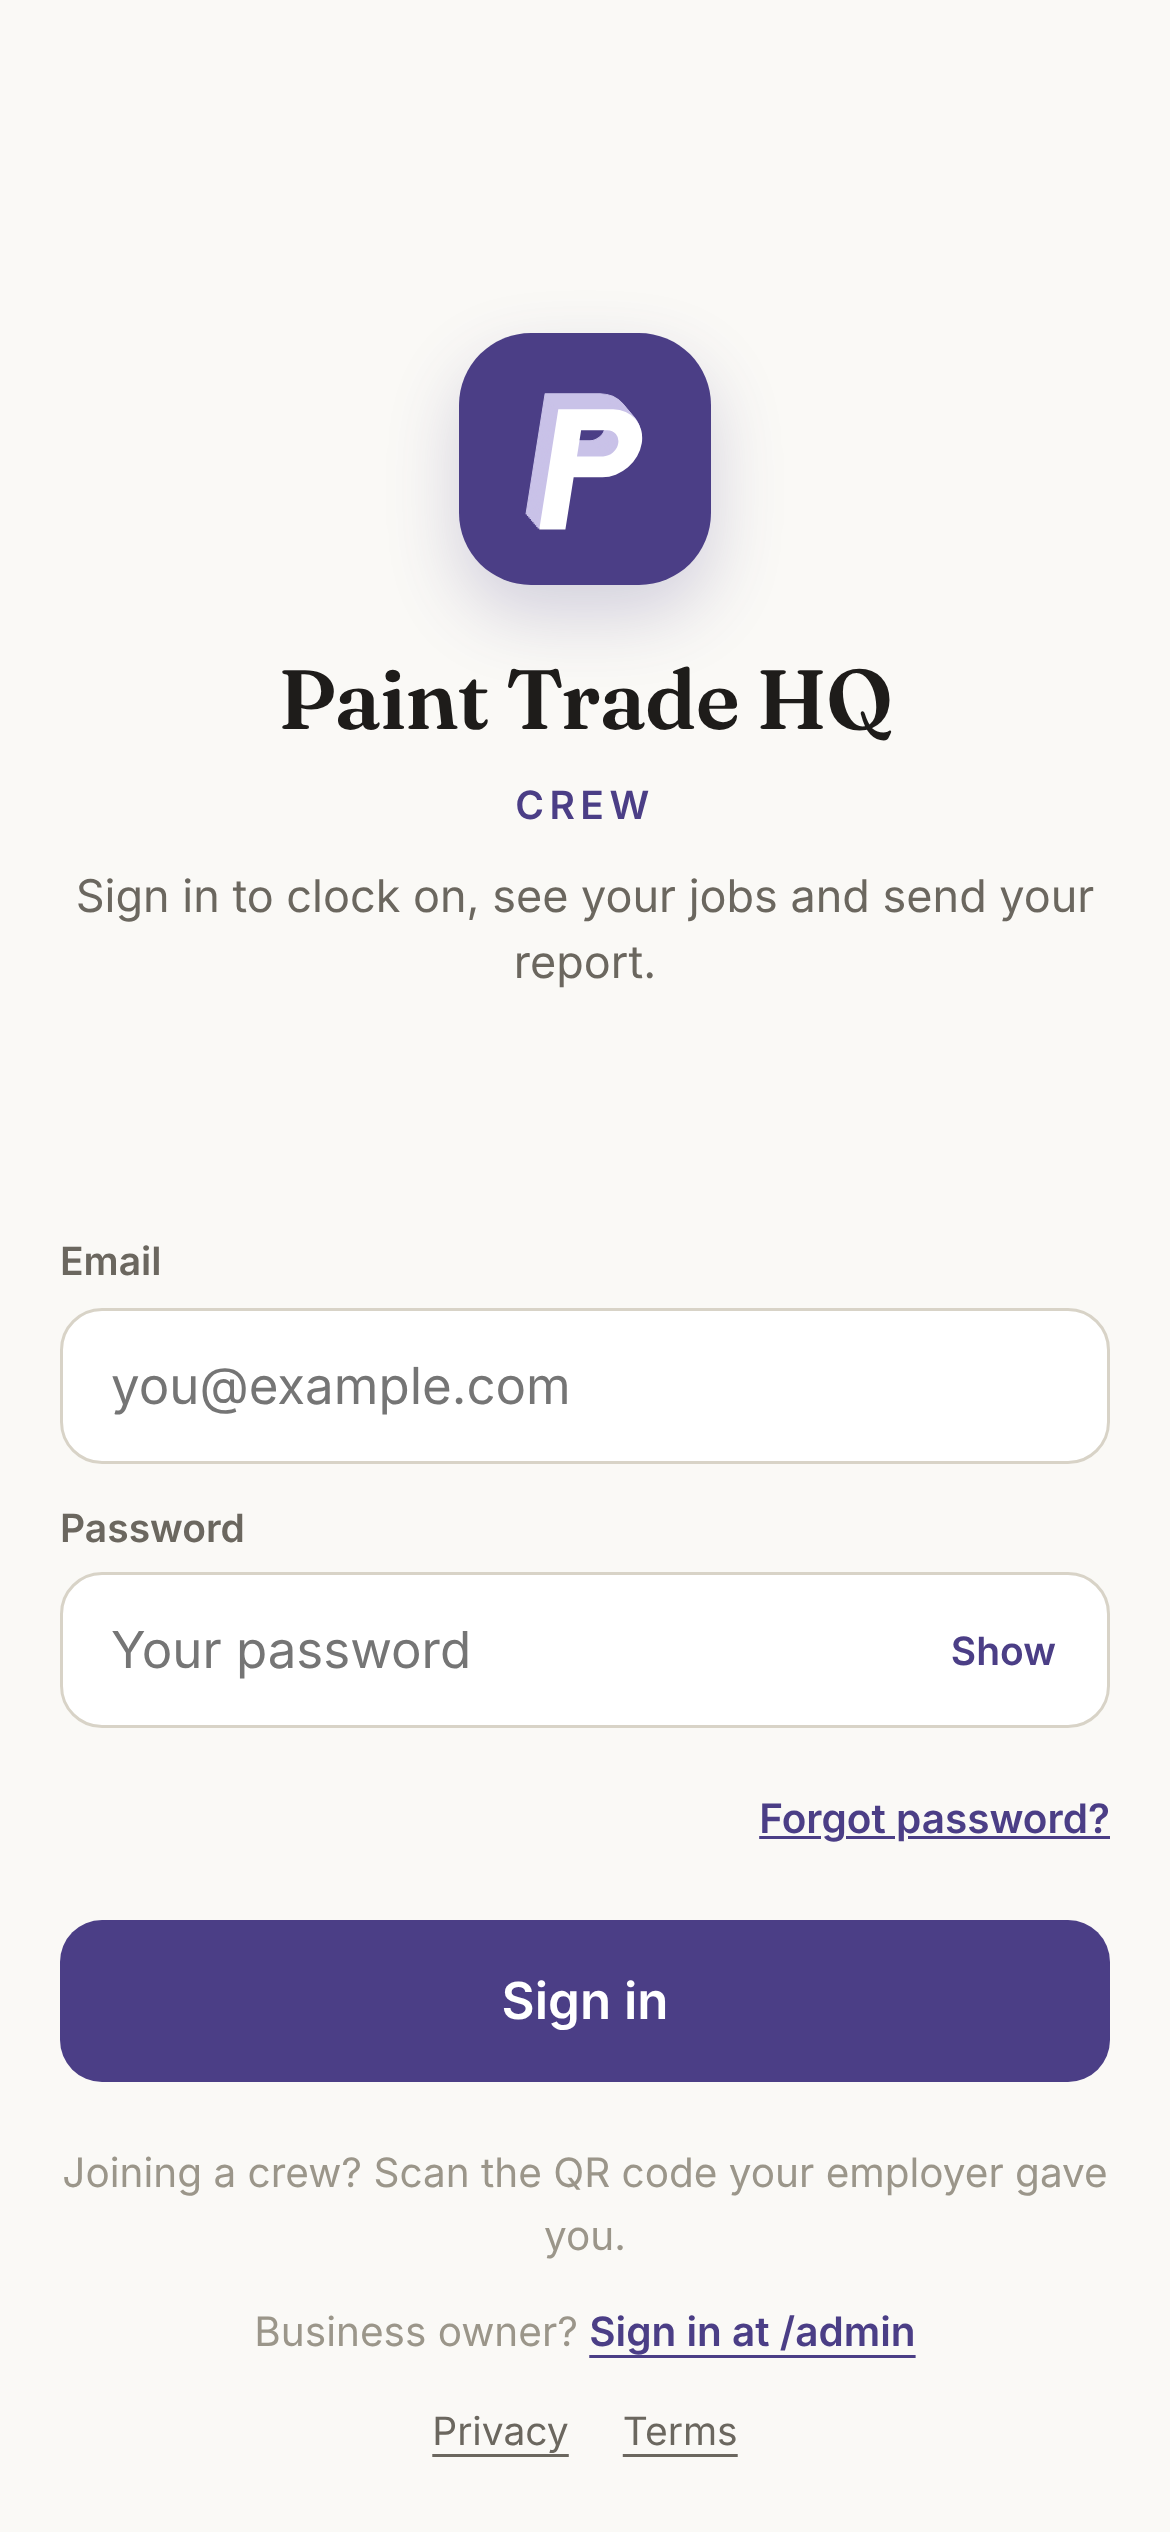 P
Paint Trade HQ
CREW
Sign in to clock on, see your jobs and send your
report.
Email
you@example.com
Password
Your password
Show
Forgot password?
Sign in
Joining a crew? Scan the QR code your employer gave
you.
Business owner? Sign in at /admin
Privacy Terms